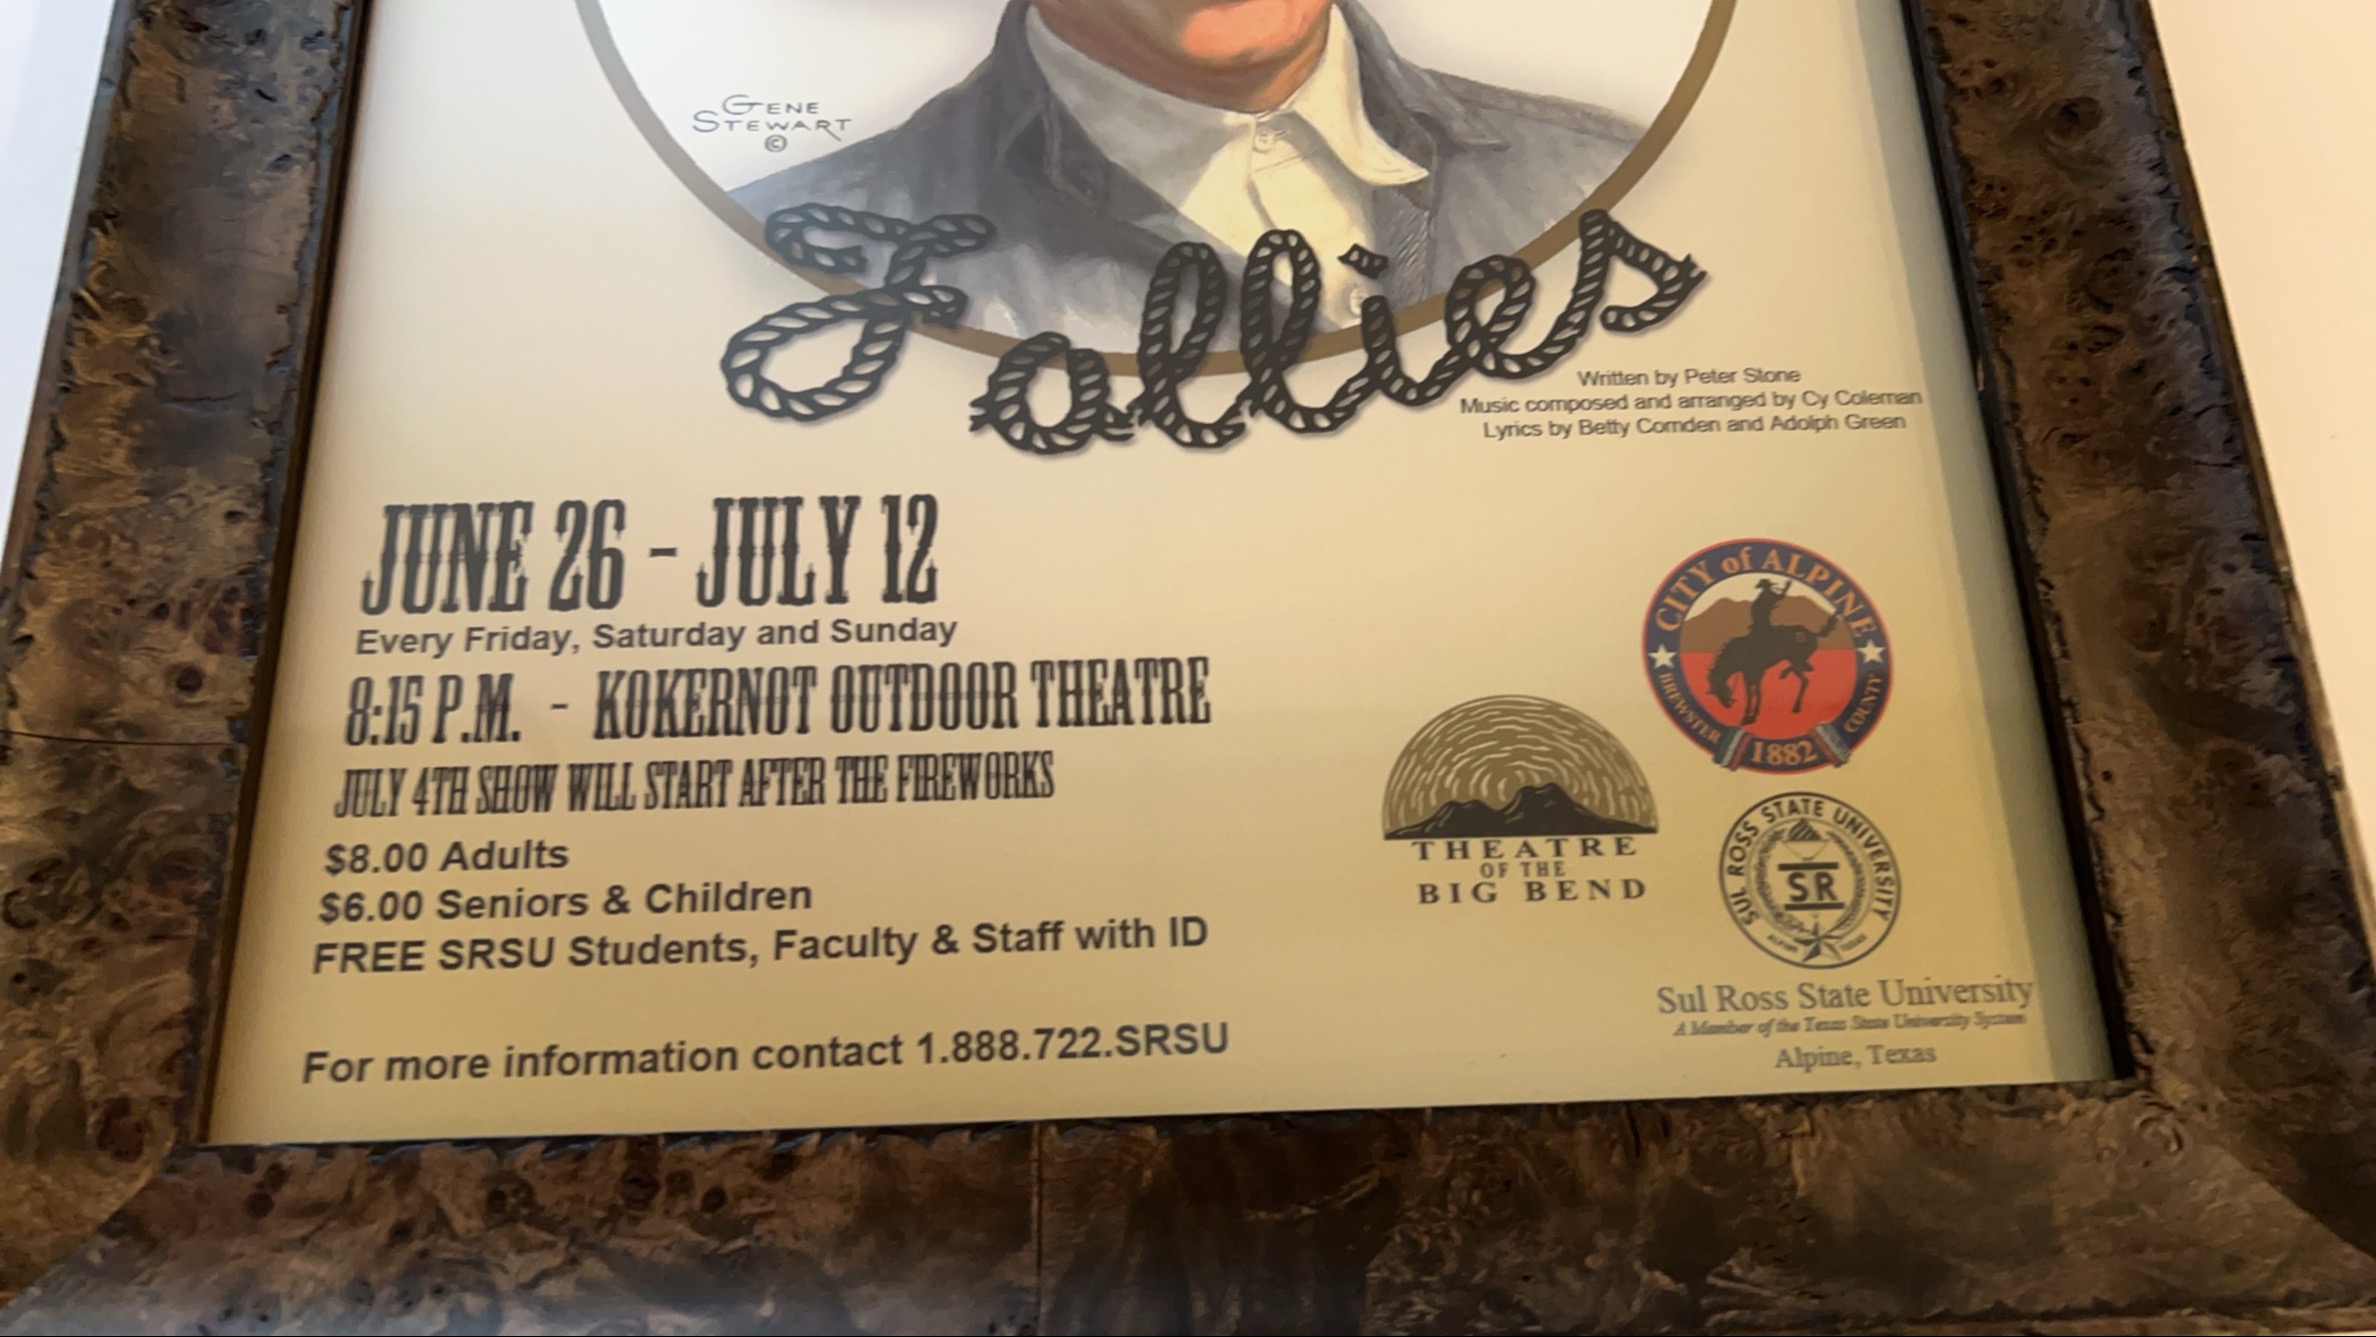 GENE
STEWART
©
Follies
Written by Peter Stone
Music composed and arranged by Cy Coleman
Lyrics by Betty Comden and Adolph Green
JUNE 26 - JULY 12
Every Friday, Saturday and Sunday
8:15 P.M. - KOKERNOT OUTDOOR THEATRE
JULY 4TH SHOW WILL START AFTER THE FIREWORKS
$8.00 Adults
$6.00 Seniors & Children
FREE SRSU Students, Faculty & Staff with ID
For more information contact 1.888.722.SRSU
THEATRE
OF THE
BIG BEND
CITY of ALPINE
BREWSTER COUNTY
1882
SUL ROSS STATE UNIVERSITY
SR
ALPINE TEXAS
Sul Ross State University
A Member of the Texas State University System
Alpine, Texas